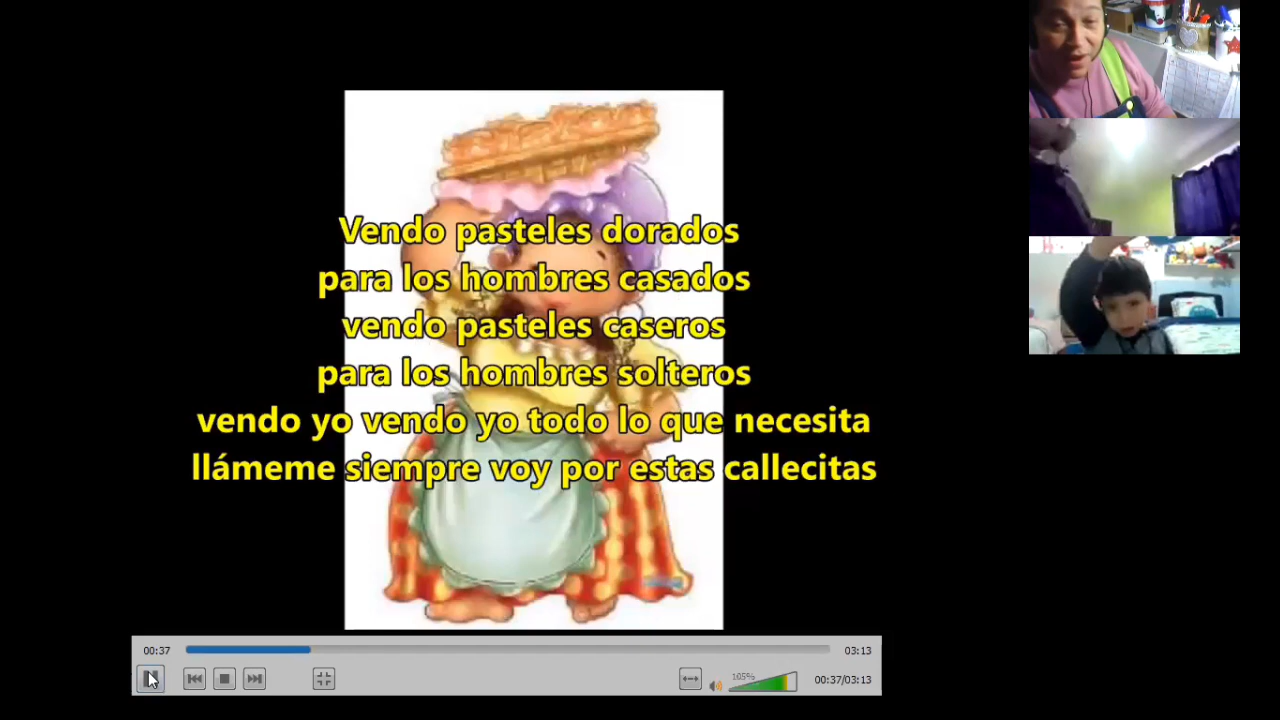 Vendo pasteles dorados
para los hombres casados
vendo pasteles caseros
para los hombres solteros
vendo yo vendo yo todo lo que necesita
llámeme siempre voy por estas callecitas
00:37
03:13
105%
00:37/03:13